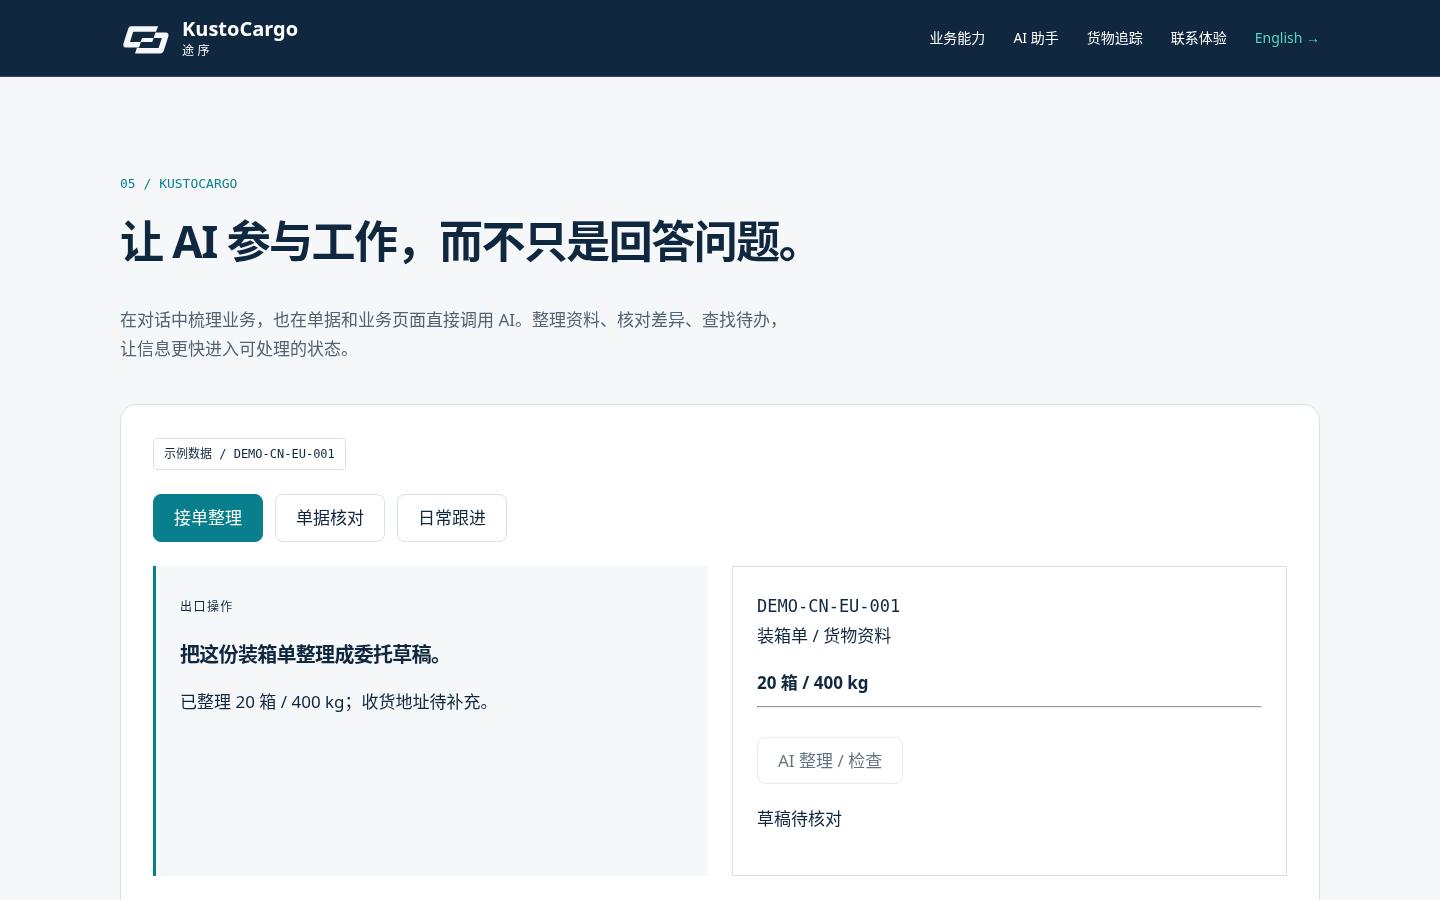 KustoCargo
途序
业务能力
AI 助手
货物追踪
联系体验
English →
05 / KUSTOCARGO
让 AI 参与工作，而不只是回答问题。
在对话中梳理业务，也在单据和业务页面直接调用 AI。整理资料、核对差异、查找待办，
让信息更快进入可处理的状态。
示例数据 / DEMO-CN-EU-001
接单整理
单据核对
日常跟进
出口操作
把这份装箱单整理成委托草稿。
已整理 20 箱 / 400 kg；收货地址待补充。
DEMO-CN-EU-001
装箱单 / 货物资料
20 箱 / 400 kg
AI 整理 / 检查
草稿待核对